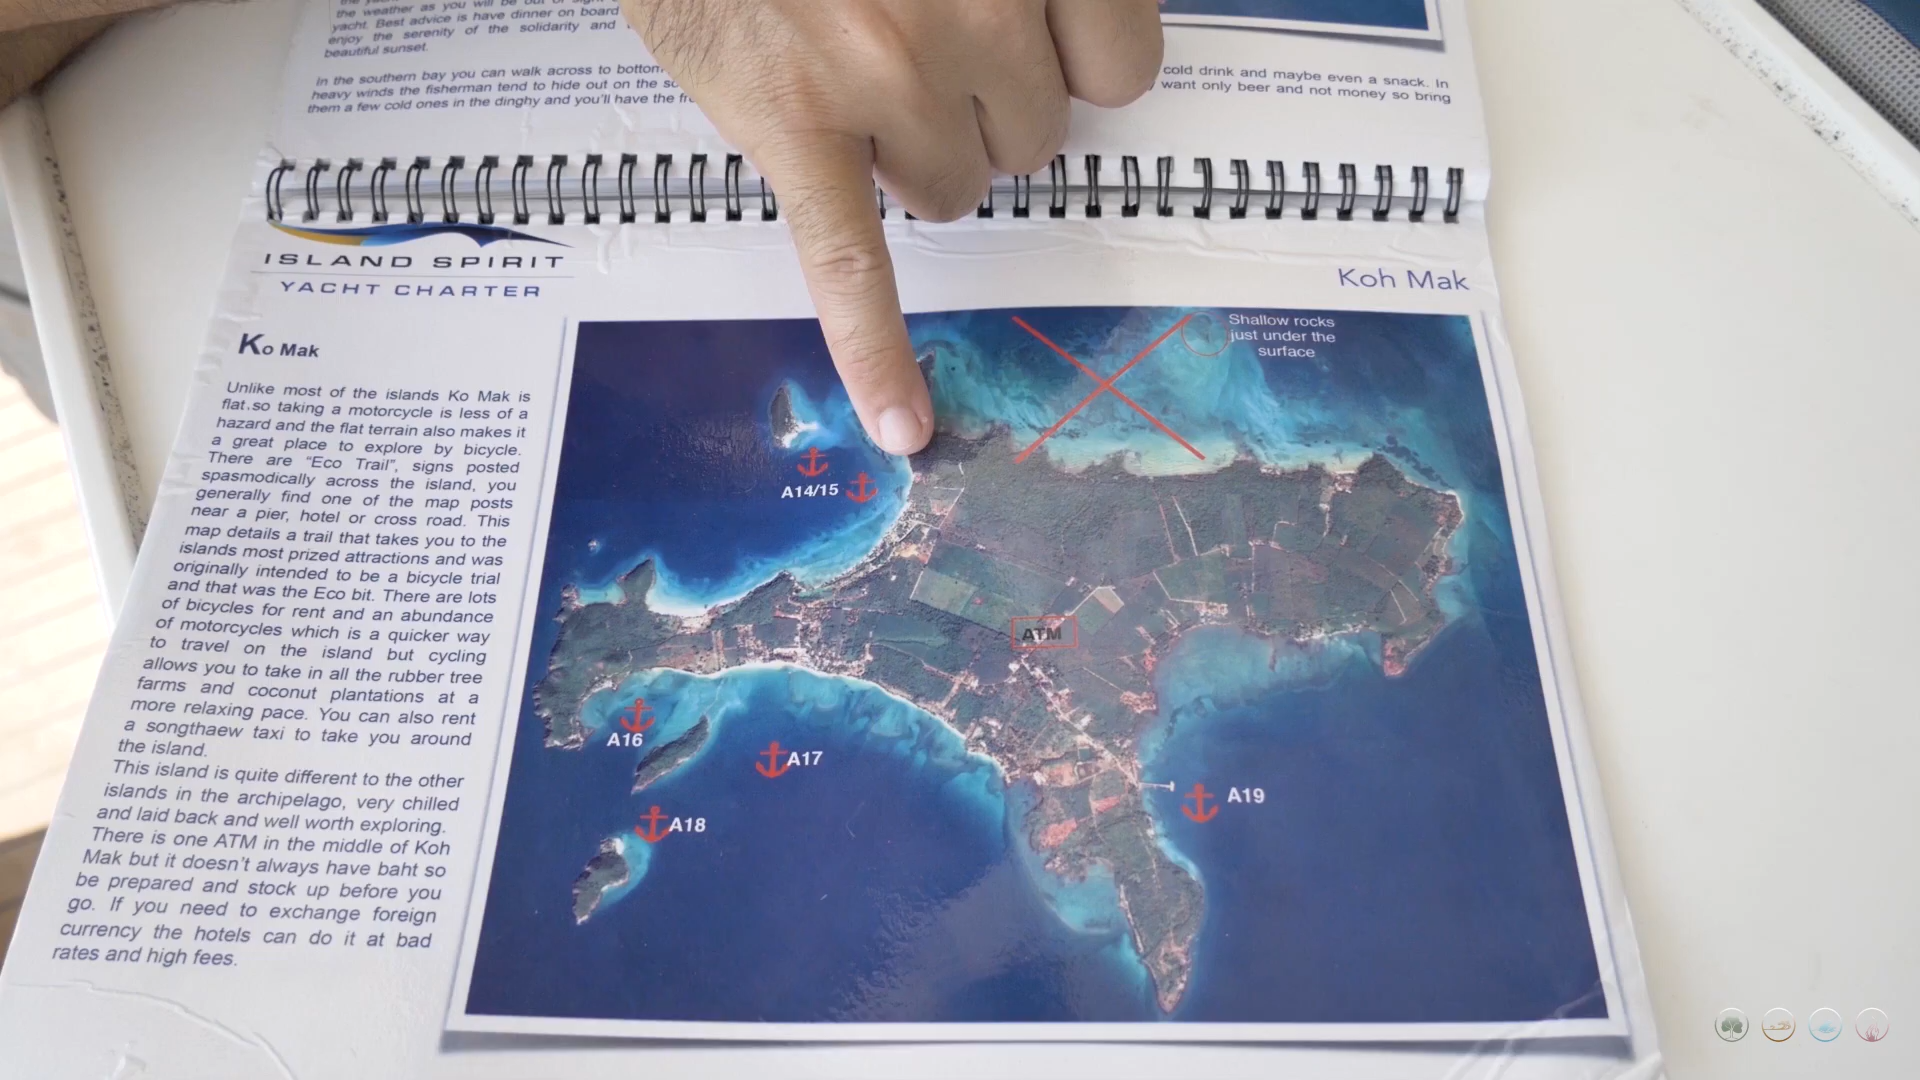 the weather as you will be out of sight
yacht. Best advice is have dinner on board
enjoy the serenity of the solidarity and
beautiful sunset.
In the southern bay you can walk across to bottom cold drink and maybe even a snack. In
heavy winds the fisherman tend to hide out on the want only beer and not money so bring
them a few cold ones in the dinghy and you'll have the
ISLAND SPIRIT
YACHT CHARTER
Koh Mak
Ko Mak
Unlike most of the islands Ko Mak is
flat.so taking a motorcycle is less of a
hazard and the flat terrain also makes it
a great place to explore by bicycle.
There are "Eco Trail", signs posted
spasmodically across the island, you
generally find one of the map posts
near a pier, hotel or cross road. This
map details a trail that takes you to the
islands most prized attractions and was
originally intended to be a bicycle trial
and that was the Eco bit. There are lots
of bicycles for rent and an abundance
of motorcycles which is a quicker way
to travel on the island but cycling
allows you to take in all the rubber tree
farms and coconut plantations at a
more relaxing pace. You can also rent
a songthaew taxi to take you around
the island.
This island is quite different to the other
islands in the archipelago, very chilled
and laid back and well worth exploring.
There is one ATM in the middle of Koh
Mak but it doesn't always have baht so
be prepared and stock up before you
go. If you need to exchange foreign
currency the hotels can do it at bad
rates and high fees.
Shallow rocks
just under the
surface
A14/15
ATM
A16
A17
A18
A19